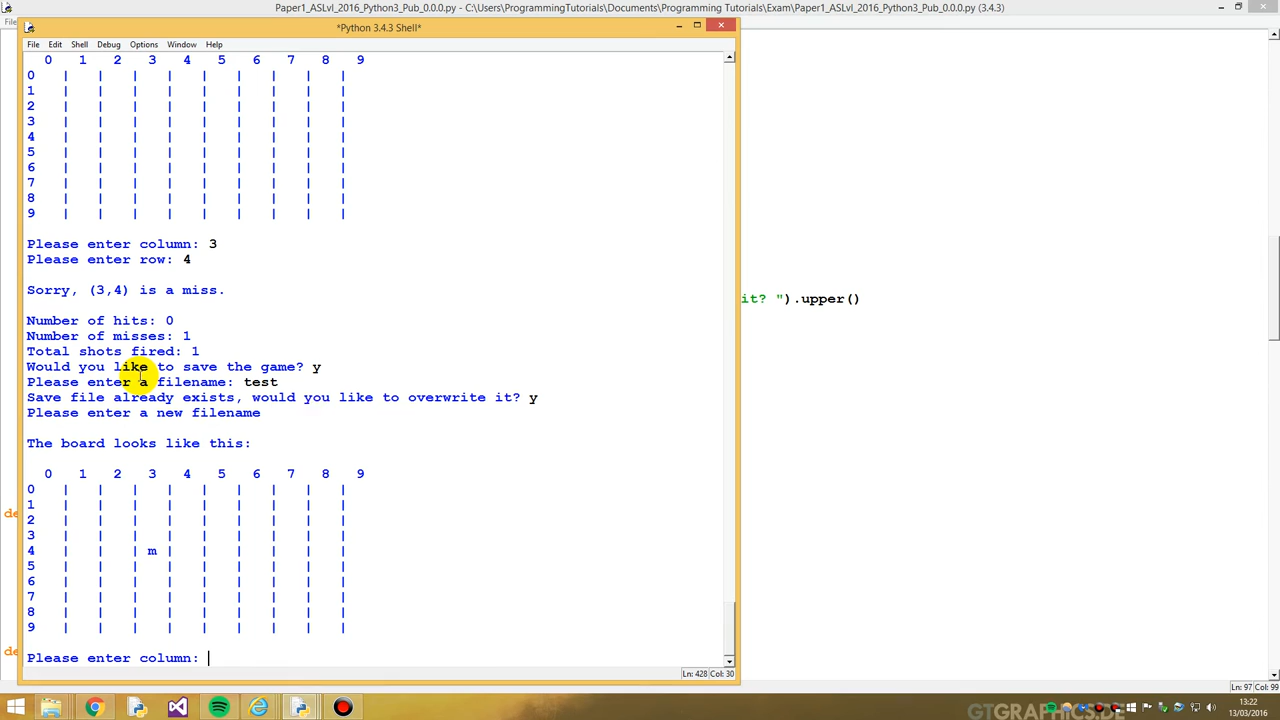 Paper1_ASLvl_2016_Python3_Pub_0.0.0.py - C:\Users\ProgrammingTutorials\Documents\Programming Tutorials\Exam\Paper1_ASLvl_2016_Python3_Pub_0.0.0.py (3.4.3)
*Python 3.4.3 Shell*
File Edit Shell Debug Options Window Help
0 1 2 3 4 5 6 7 8 9
0 | | | | | | | | |
1 | | | | | | | | |
2 | | | | | | | | |
3 | | | | | | | | |
4 | | | | | | | | |
5 | | | | | | | | |
6 | | | | | | | | |
7 | | | | | | | | |
8 | | | | | | | | |
9 | | | | | | | | |
Please enter column: 3
Please enter row: 4
Sorry, (3,4) is a miss.
it? ").upper()
Number of hits: 0
Number of misses: 1
Total shots fired: 1
Would you like to save the game? y
Please enter a filename: test
Save file already exists, would you like to overwrite it? y
Please enter a new filename
The board looks like this:
0 1 2 3 4 5 6 7 8 9
0 | | | | | | | | |
1 | | | | | | | | |
2 | | | | | | | | |
3 | | | | | | | | |
4 | | | m | | | | | |
5 | | | | | | | | |
6 | | | | | | | | |
7 | | | | | | | | |
8 | | | | | | | | |
9 | | | | | | | | |
Please enter column:
Ln: 428 Col: 30
Ln: 97 Col: 99
GTGRAPHICSDE
13:22
13/03/2016